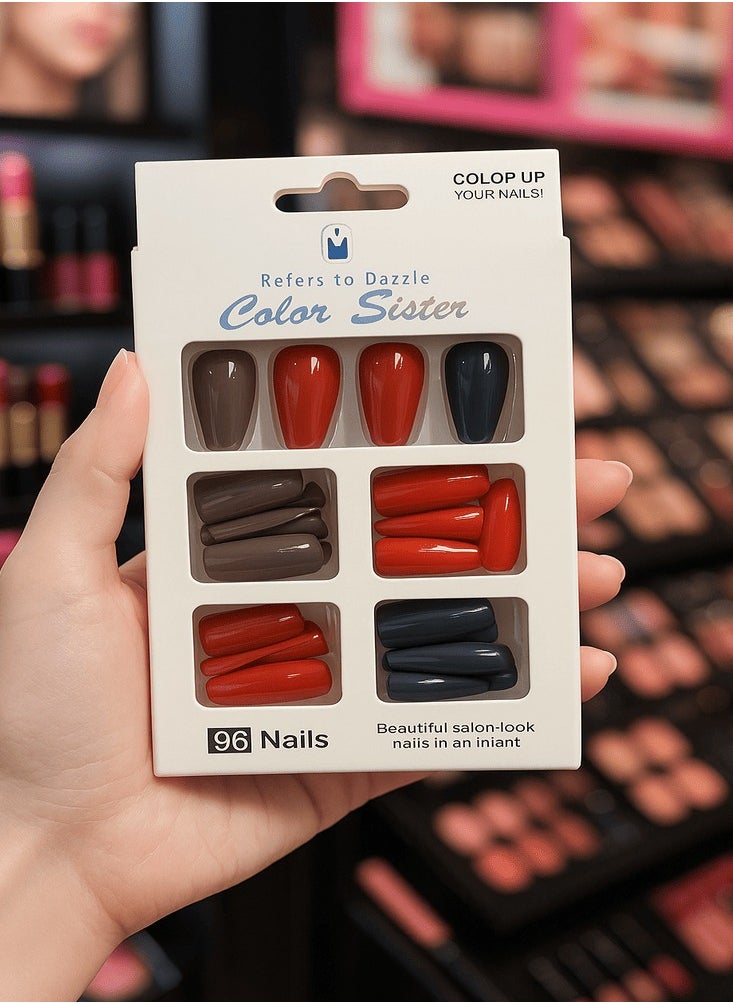 COLOP UP
YOUR NAILS!
Refers to Dazzle
Color Sister
96 Nails
Beautiful salon-look
nails in an iniant